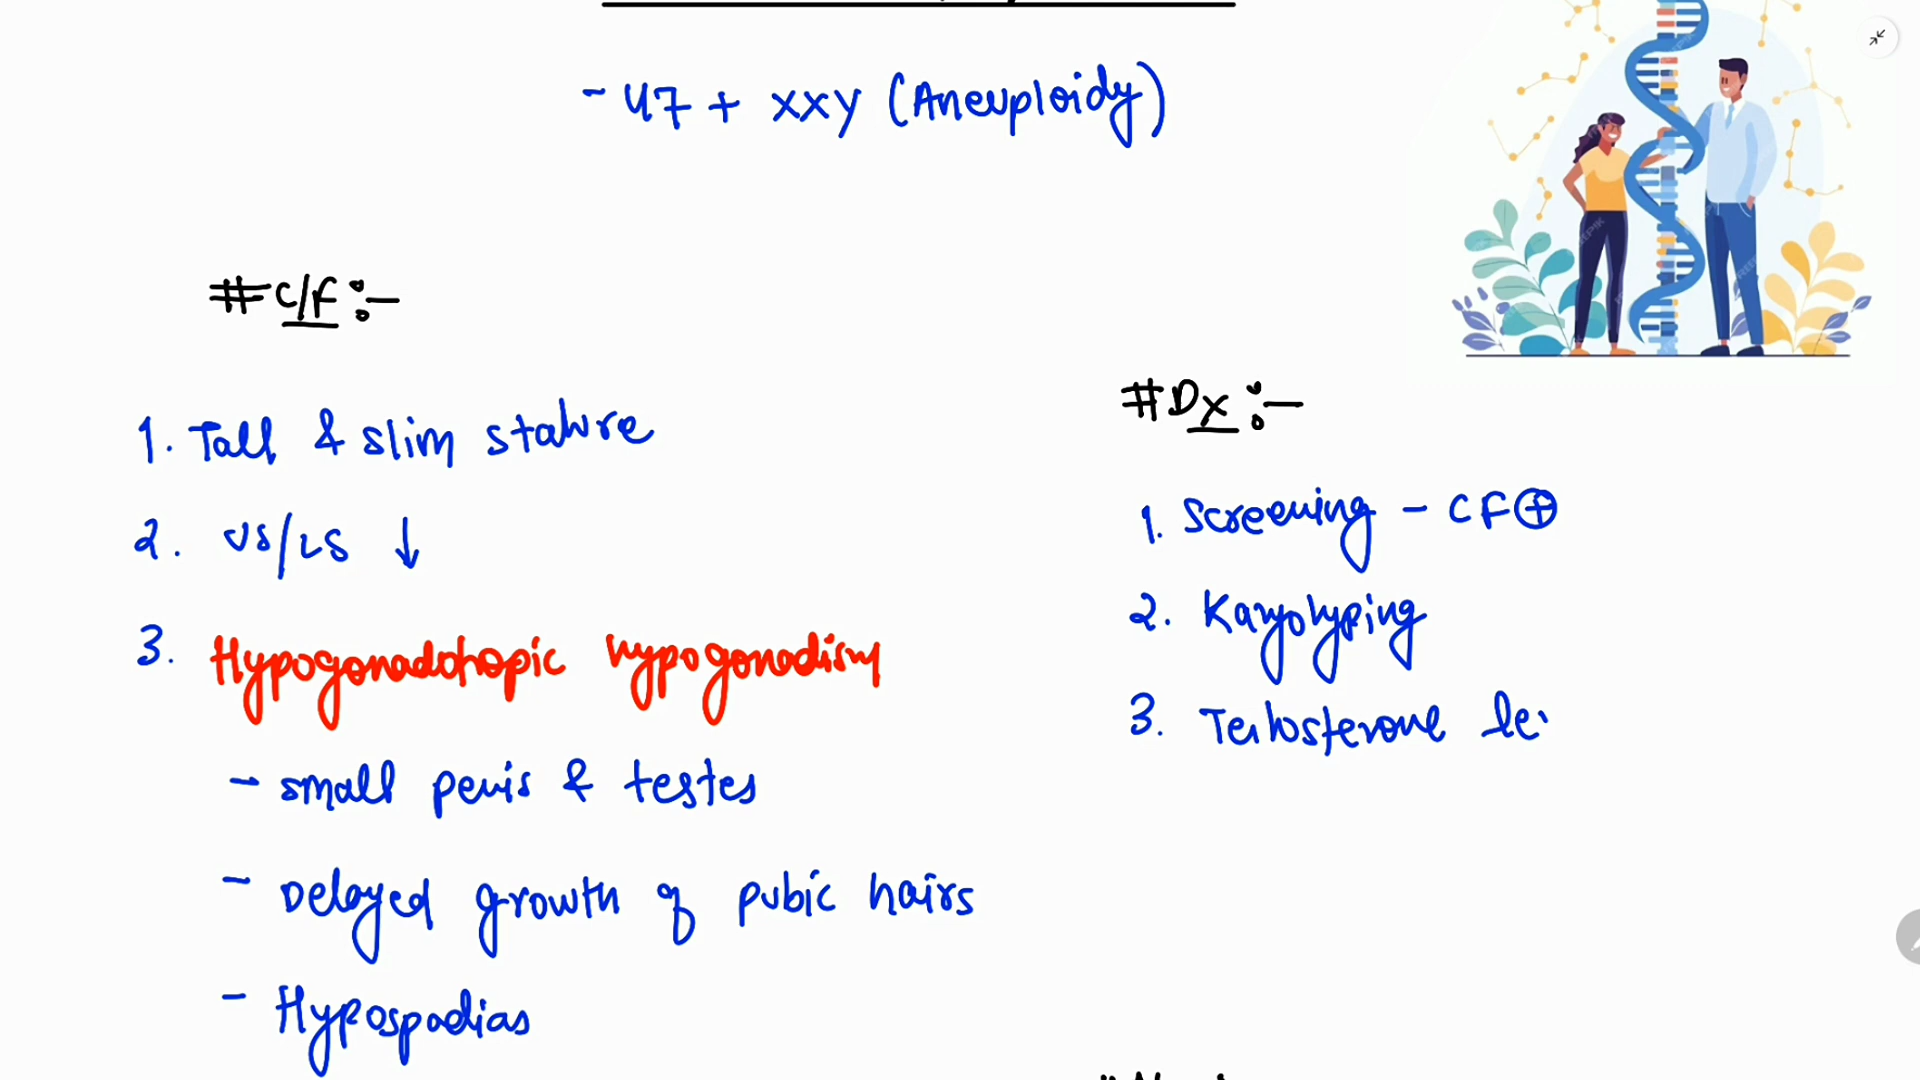 - 47 + XXY (Aneuploidy)
# C/F :-
1. Tall & slim stature
2. US/LS ↓
3. Hypogonadotropic hypogonadism
- small penis & testes
- Delayed growth of pubic hairs
- Hypospadias
# Dx :-
1. Screening - CF ⊕
2. Karyotyping
3. Testosterone le